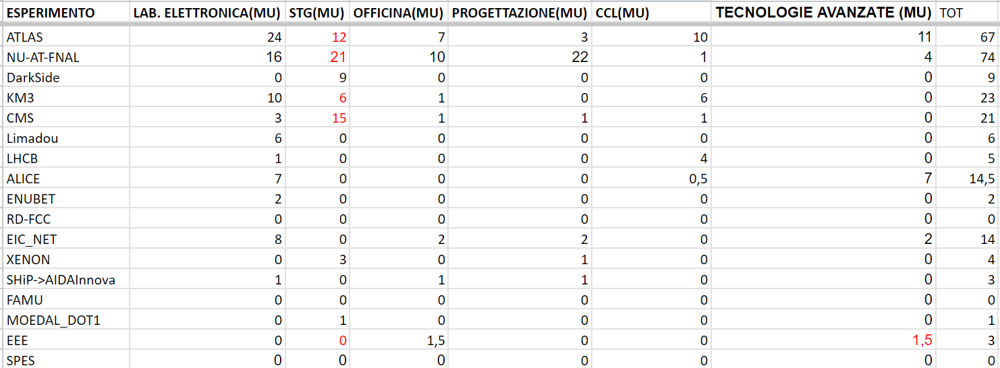 ESPERIMENTO LAB. ELETTRONICA(MU) STG(MU) OFFICINA(MU) PROGETTAZIONE(MU) CCL(MU) TECNOLOGIE AVANZATE (MU) TOT
ATLAS 24 12 7 3 10 11 67
NU-AT-FNAL 16 21 10 22 1 4 74
DarkSide 0 9 0 0 0 0 9
KM3 10 6 1 0 6 0 23
CMS 3 15 1 1 1 0 21
Limadou 6 0 0 0 0 0 6
LHCB 1 0 0 0 4 0 5
ALICE 7 0 0 0 0,5 7 14,5
ENUBET 2 0 0 0 0 0 2
RD-FCC 0 0 0 0 0 0 0
EIC_NET 8 0 2 2 0 2 14
XENON 0 3 0 1 0 0 4
SHiP->AIDAInnova 1 0 1 1 0 0 3
FAMU 0 0 0 0 0 0 0
MOEDAL_DOT1 0 1 0 0 0 0 1
EEE 0 0 1,5 0 0 1,5 3
SPES 0 0 0 0 0 0 0